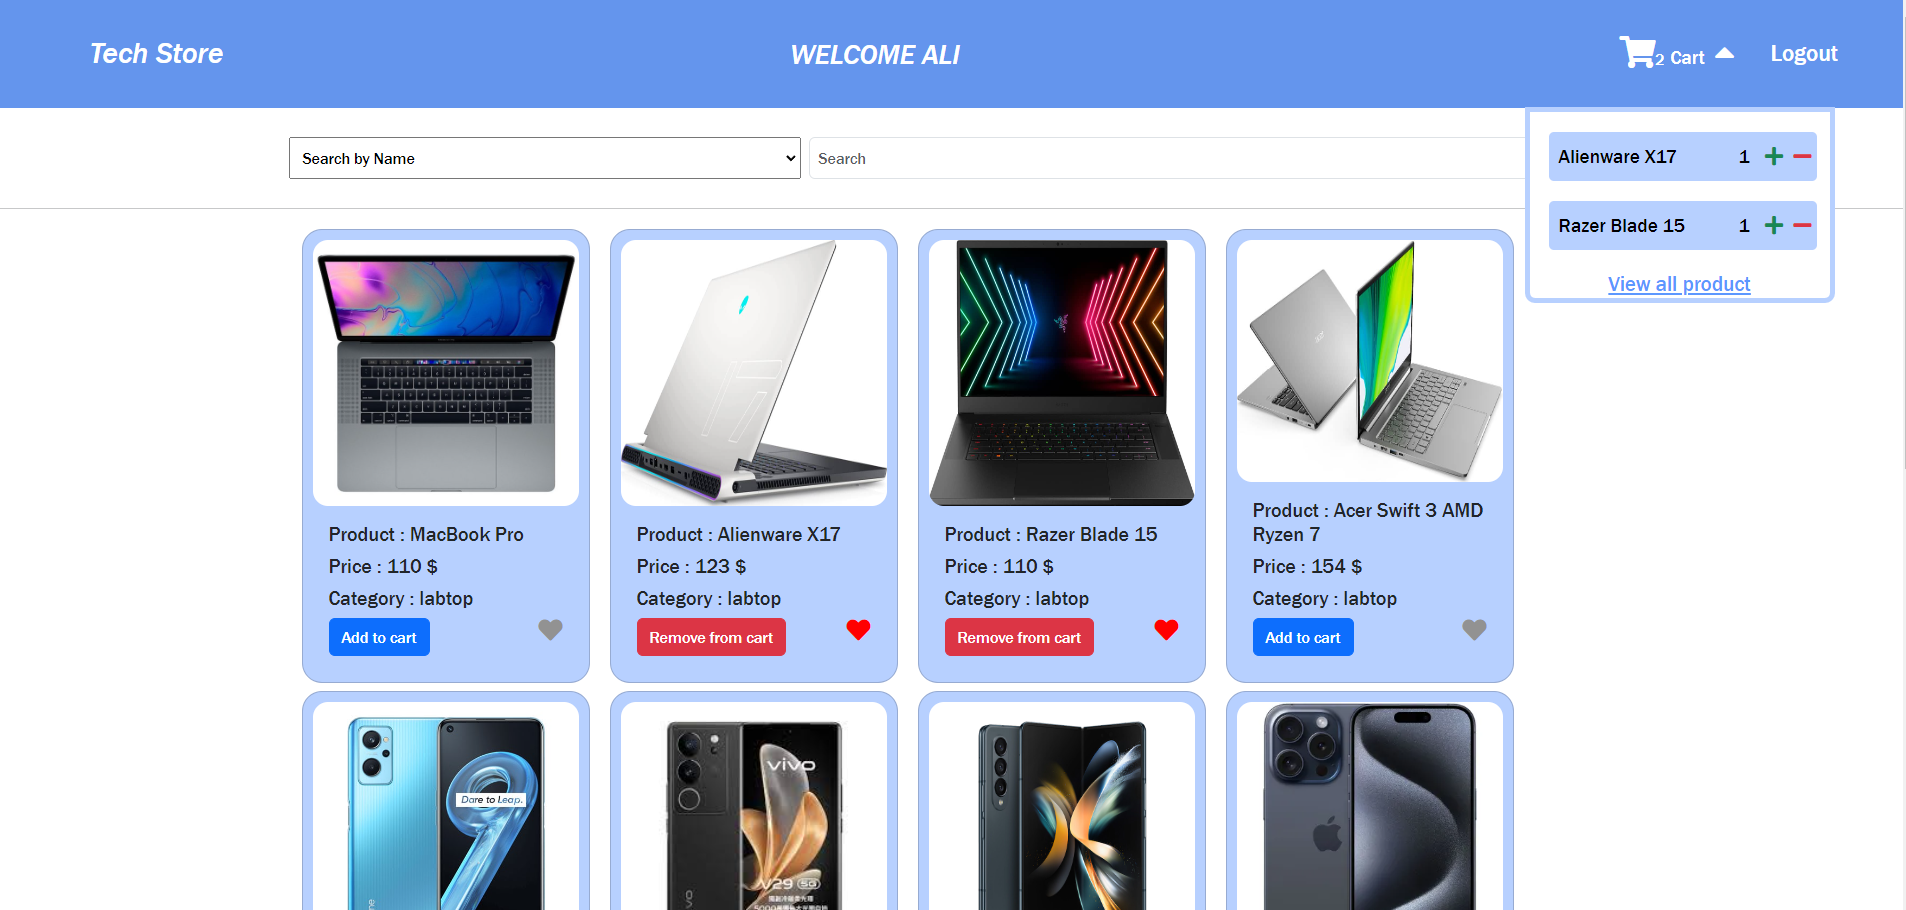 Tech Store
WELCOME ALI
2 Cart
Logout
Search by Name
Search
Alienware X17 1
Razer Blade 15 1
View all product
Product : MacBook Pro
Price : 110 $
Category : labtop
Add to cart
Product : Alienware X17
Price : 123 $
Category : labtop
Remove from cart
Product : Razer Blade 15
Price : 110 $
Category : labtop
Remove from cart
acer
Product : Acer Swift 3 AMD
Ryzen 7
Price : 154 $
Category : labtop
Add to cart
Dare to Leap.
vivo
V29 5G
vivo